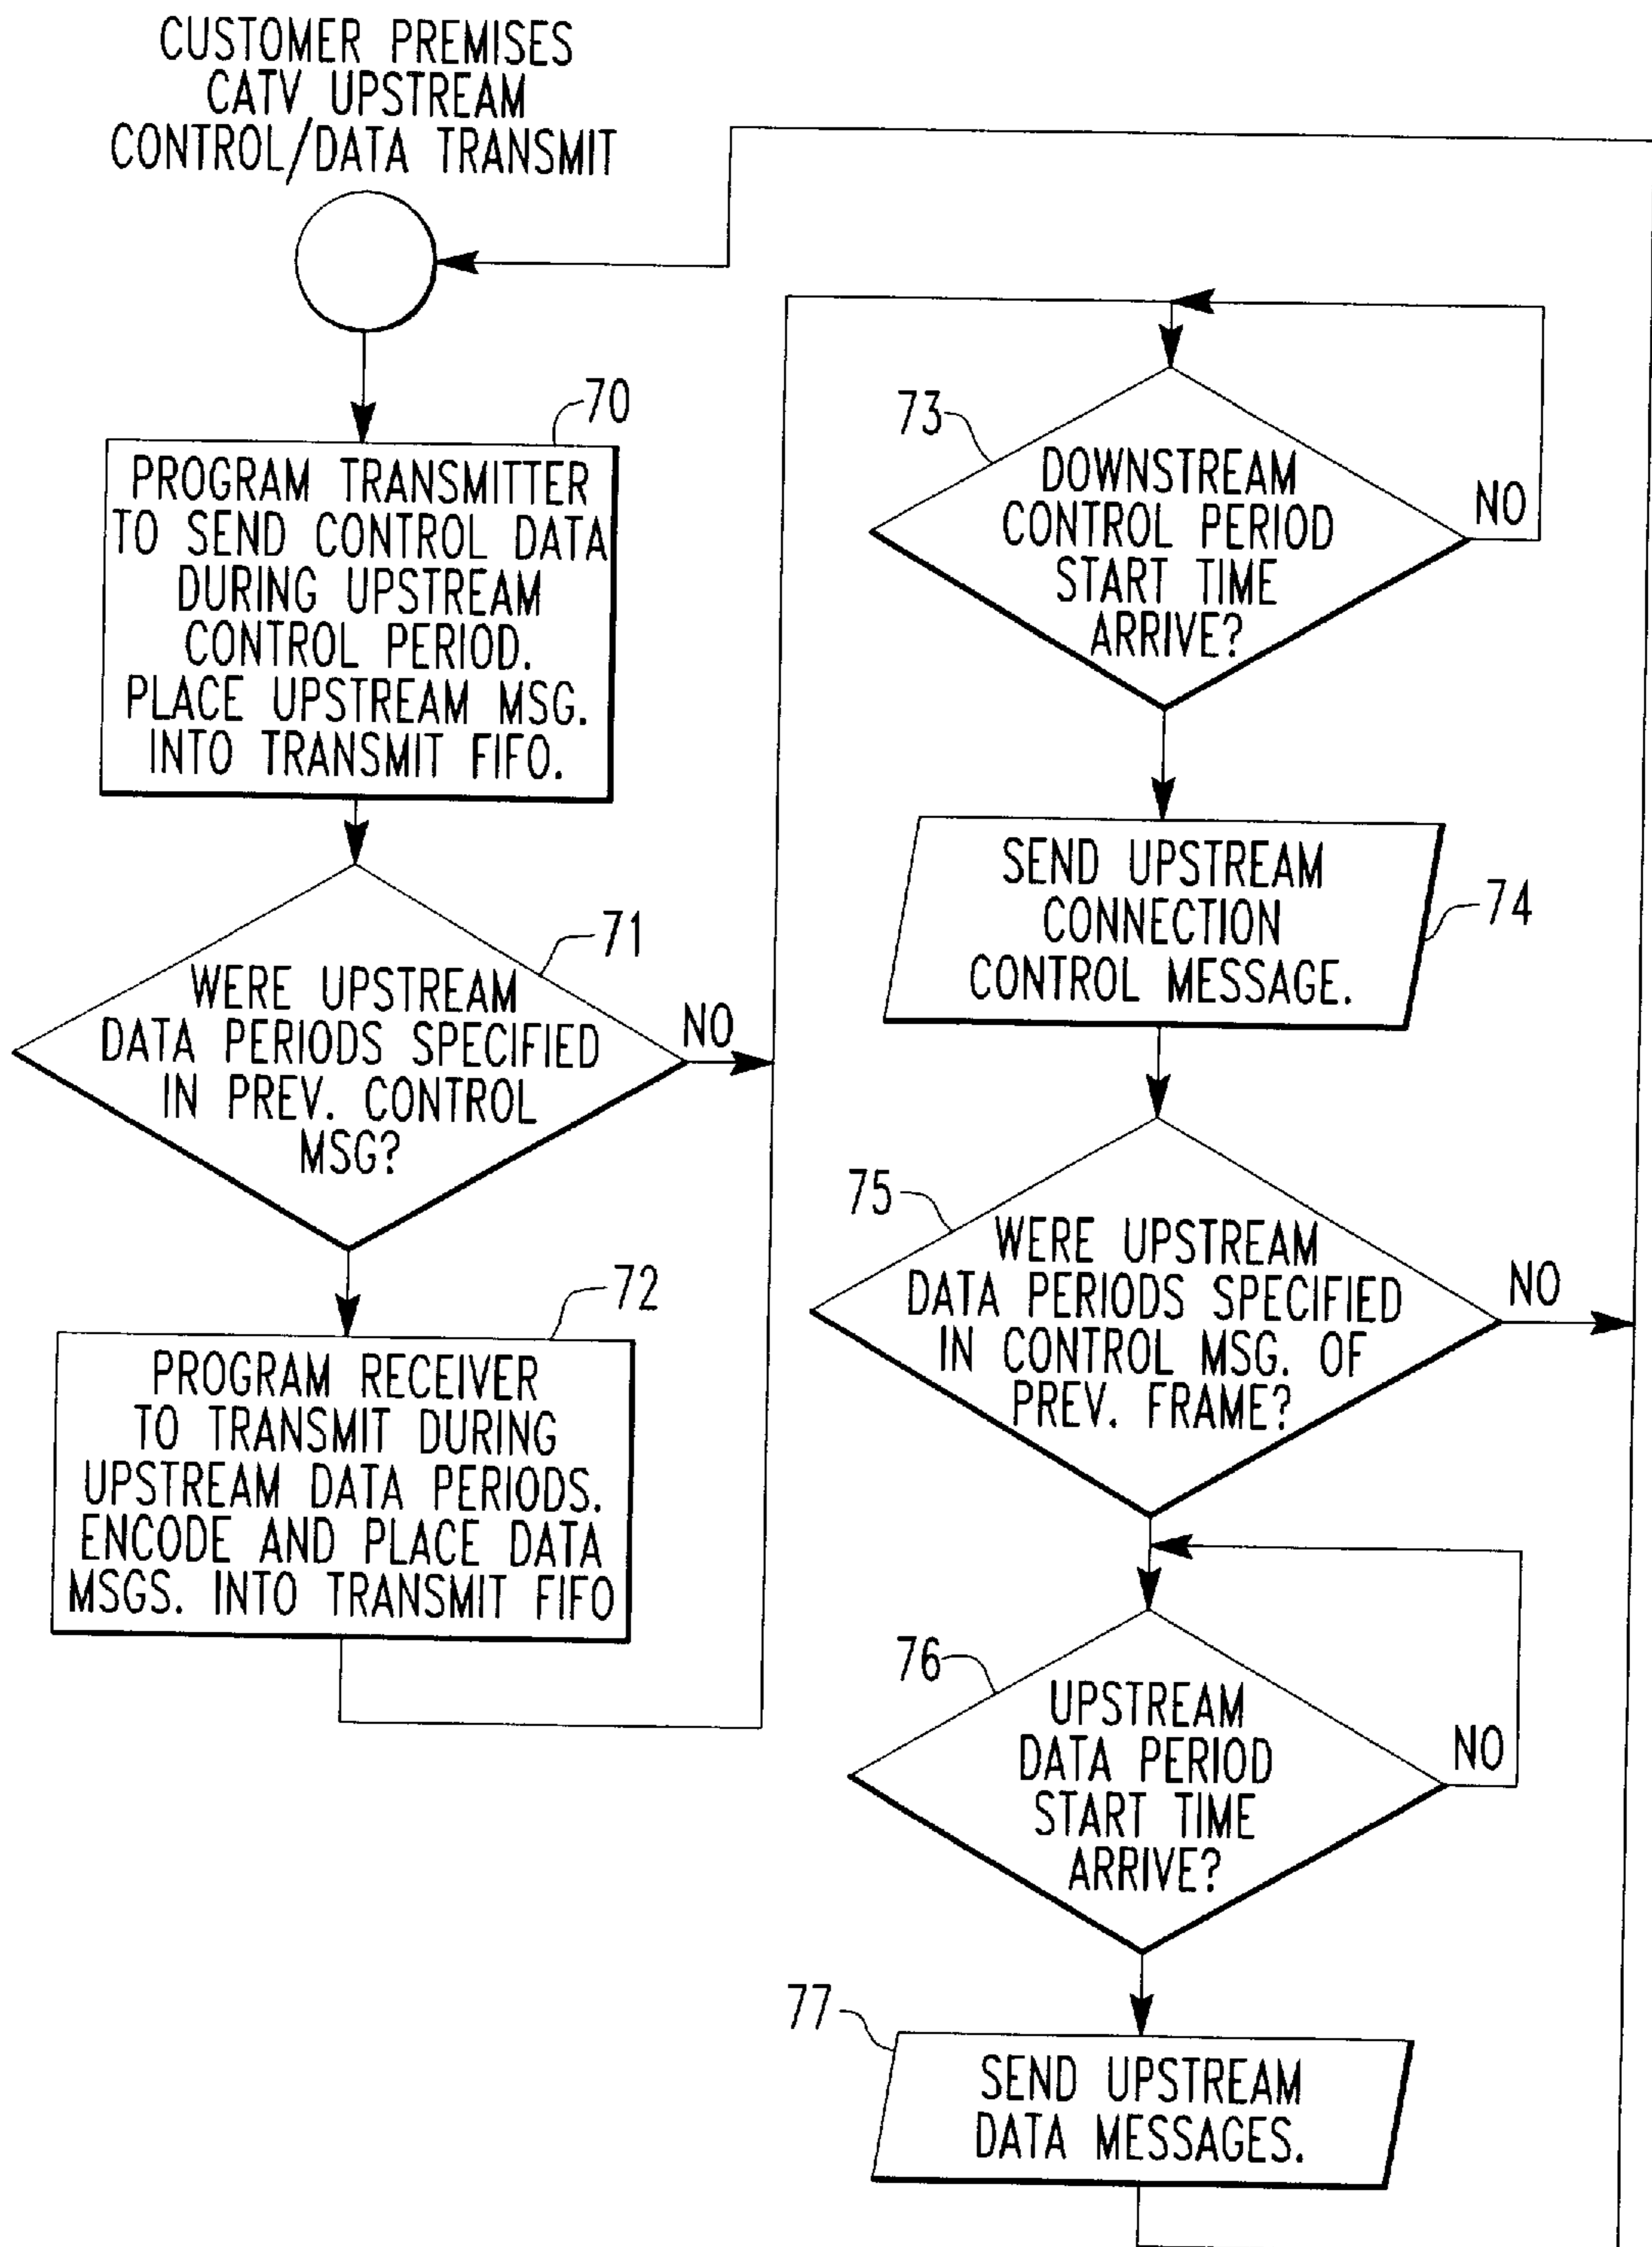 CUSTOMER PREMISES
CATV UPSTREAM
CONTROL/DATA TRANSMIT
70
PROGRAM TRANSMITTER
TO SEND CONTROL DATA
DURING UPSTREAM
CONTROL PERIOD.
PLACE UPSTREAM MSG.
INTO TRANSMIT FIFO.
71
WERE UPSTREAM
DATA PERIODS SPECIFIED
IN PREV. CONTROL
MSG?
NO
72
PROGRAM RECEIVER
TO TRANSMIT DURING
UPSTREAM DATA PERIODS.
ENCODE AND PLACE DATA
MSGS. INTO TRANSMIT FIFO
73
DOWNSTREAM
CONTROL PERIOD
START TIME
ARRIVE?
NO
SEND UPSTREAM
CONNECTION
CONTROL MESSAGE.
74
75
WERE UPSTREAM
DATA PERIODS SPECIFIED
IN CONTROL MSG. OF
PREV. FRAME?
NO
76
UPSTREAM
DATA PERIOD
START TIME
ARRIVE?
NO
77
SEND UPSTREAM
DATA MESSAGES.